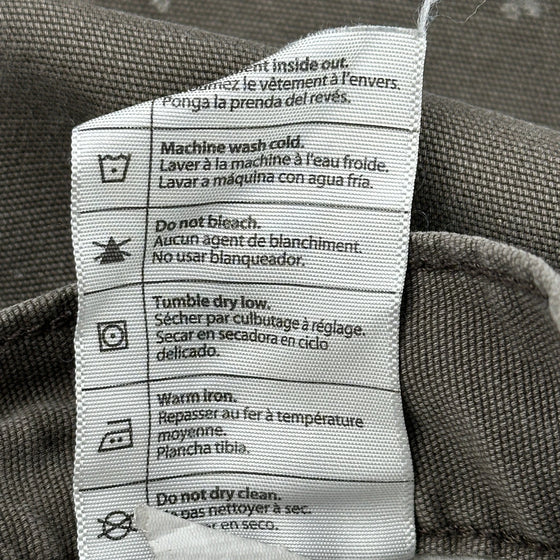 inside out.
le vêtement à l'envers.
Ponga la prenda del revés.
Machine wash cold.
Laver à la machine à l'eau froide.
Lavar a máquina con agua fría.
Do not bleach.
Aucun agent de blanchiment.
No usar blanqueador.
Tumble dry low.
Sécher par culbutage à réglage.
Secar en secadora en ciclo
delicado.
Warm iron.
Repasser au fer à température
moyenne.
Plancha tibia.
Do not dry clean.
pas nettoyer à sec.
en seco.